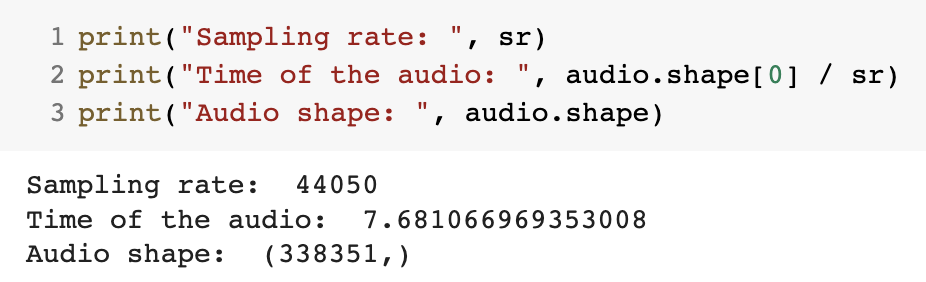 1 print("Sampling rate: ", sr)
2 print("Time of the audio: ", audio.shape[0] / sr)
3 print("Audio shape: ", audio.shape)
Sampling rate:  44050
Time of the audio:  7.681066969353008
Audio shape:  (338351,)